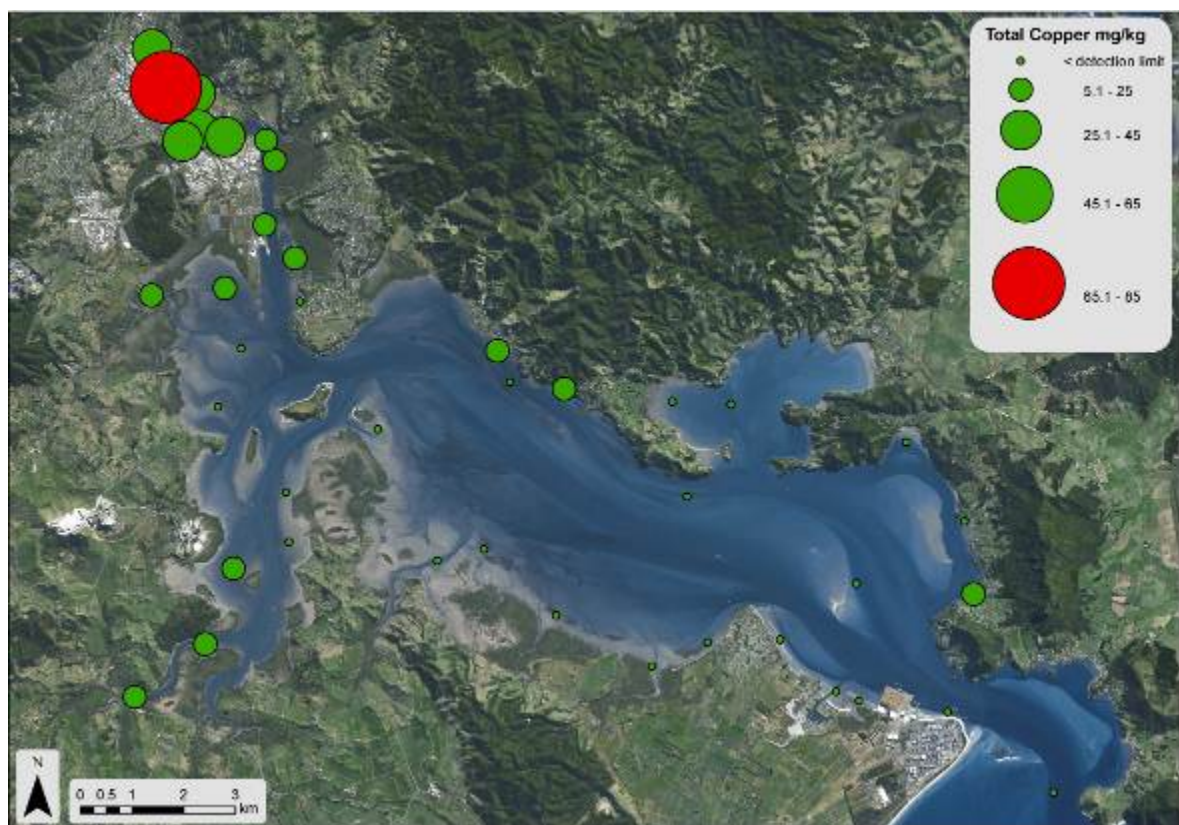 Total Copper mg/kg
< detection limit
5.1 - 25
25.1 - 45
45.1 - 65
65.1 - 85
N
0 0.5 1 2 3
km